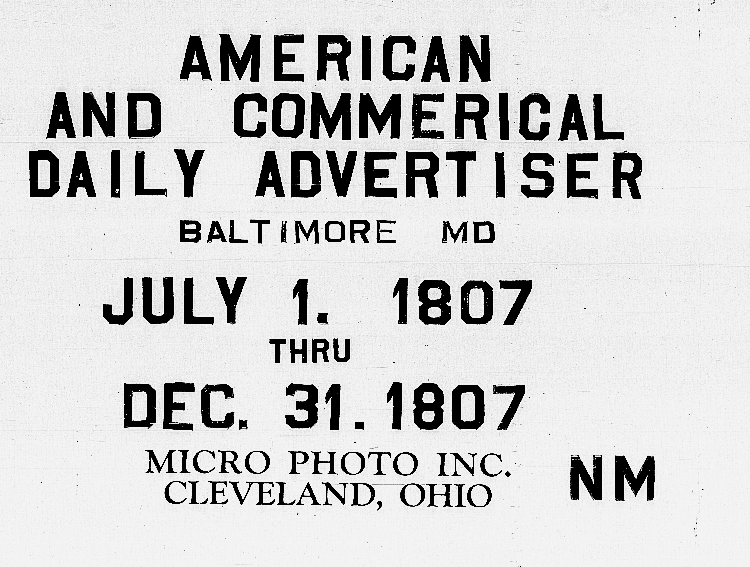 AMERICAN
AND COMMERICAL
DAILY ADVERTISER
BALTIMORE MD
JULY 1. 1807
THRU
DEC. 31. 1807
MICRO PHOTO INC.
CLEVELAND, OHIO
NM